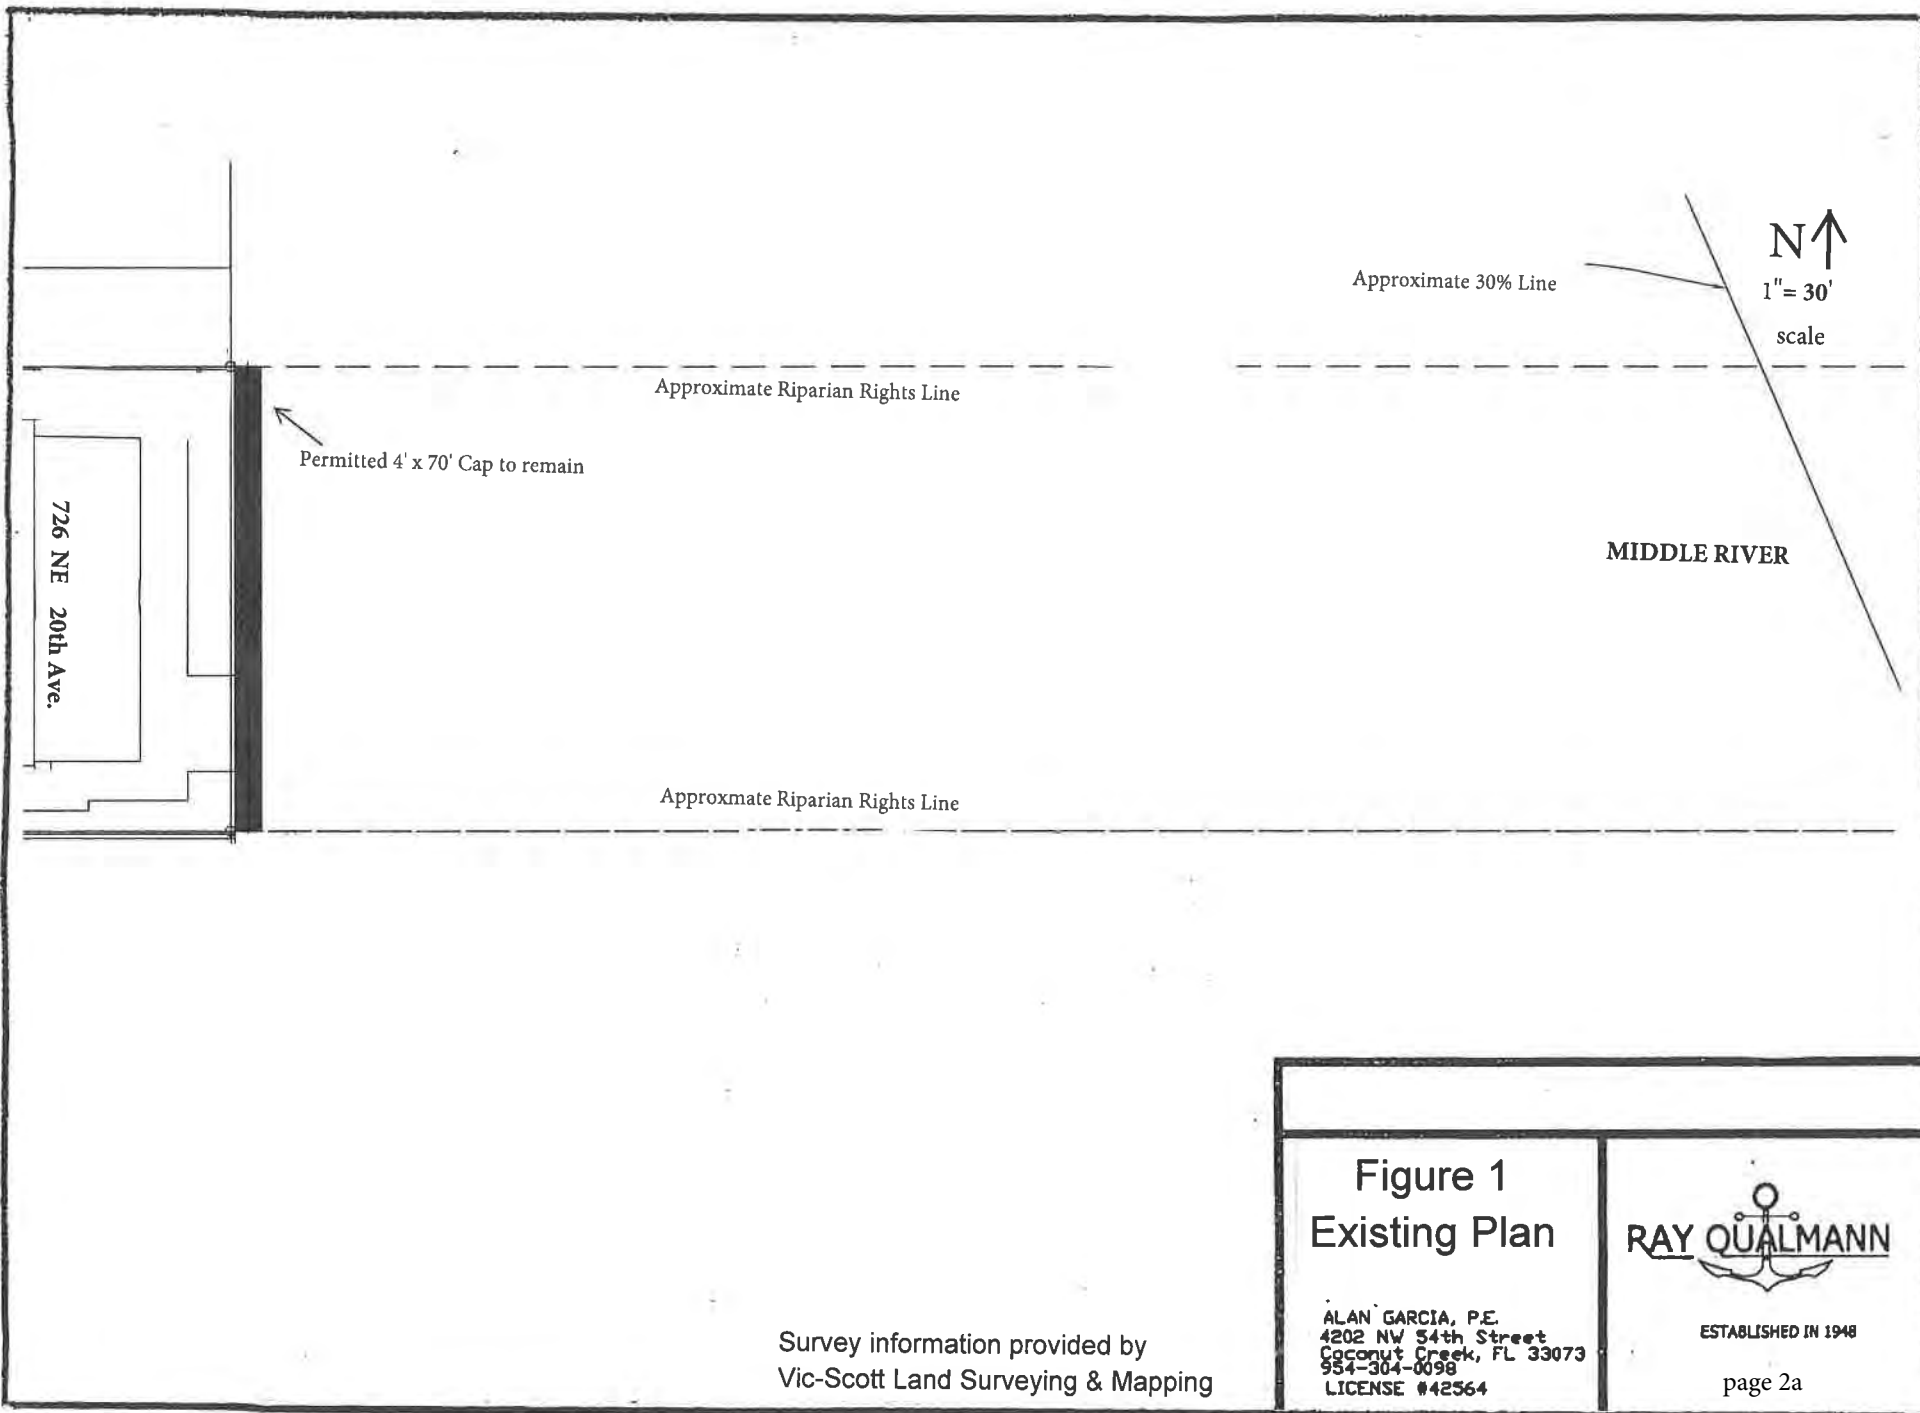 N
1"= 30'
scale
Approximate 30% Line
Approximate Riparian Rights Line
Permitted 4' x 70' Cap to remain
726 NE 20th Ave.
MIDDLE RIVER
Approxmate Riparian Rights Line
Survey information provided by
Vic-Scott Land Surveying & Mapping
Figure 1
Existing Plan
ALAN GARCIA, P.E.
4202 NW 54th Street
Coconut Creek, FL 33073
954-304-0098
LICENSE #42564
RAY QUALMANN
ESTABLISHED IN 1948
page 2a